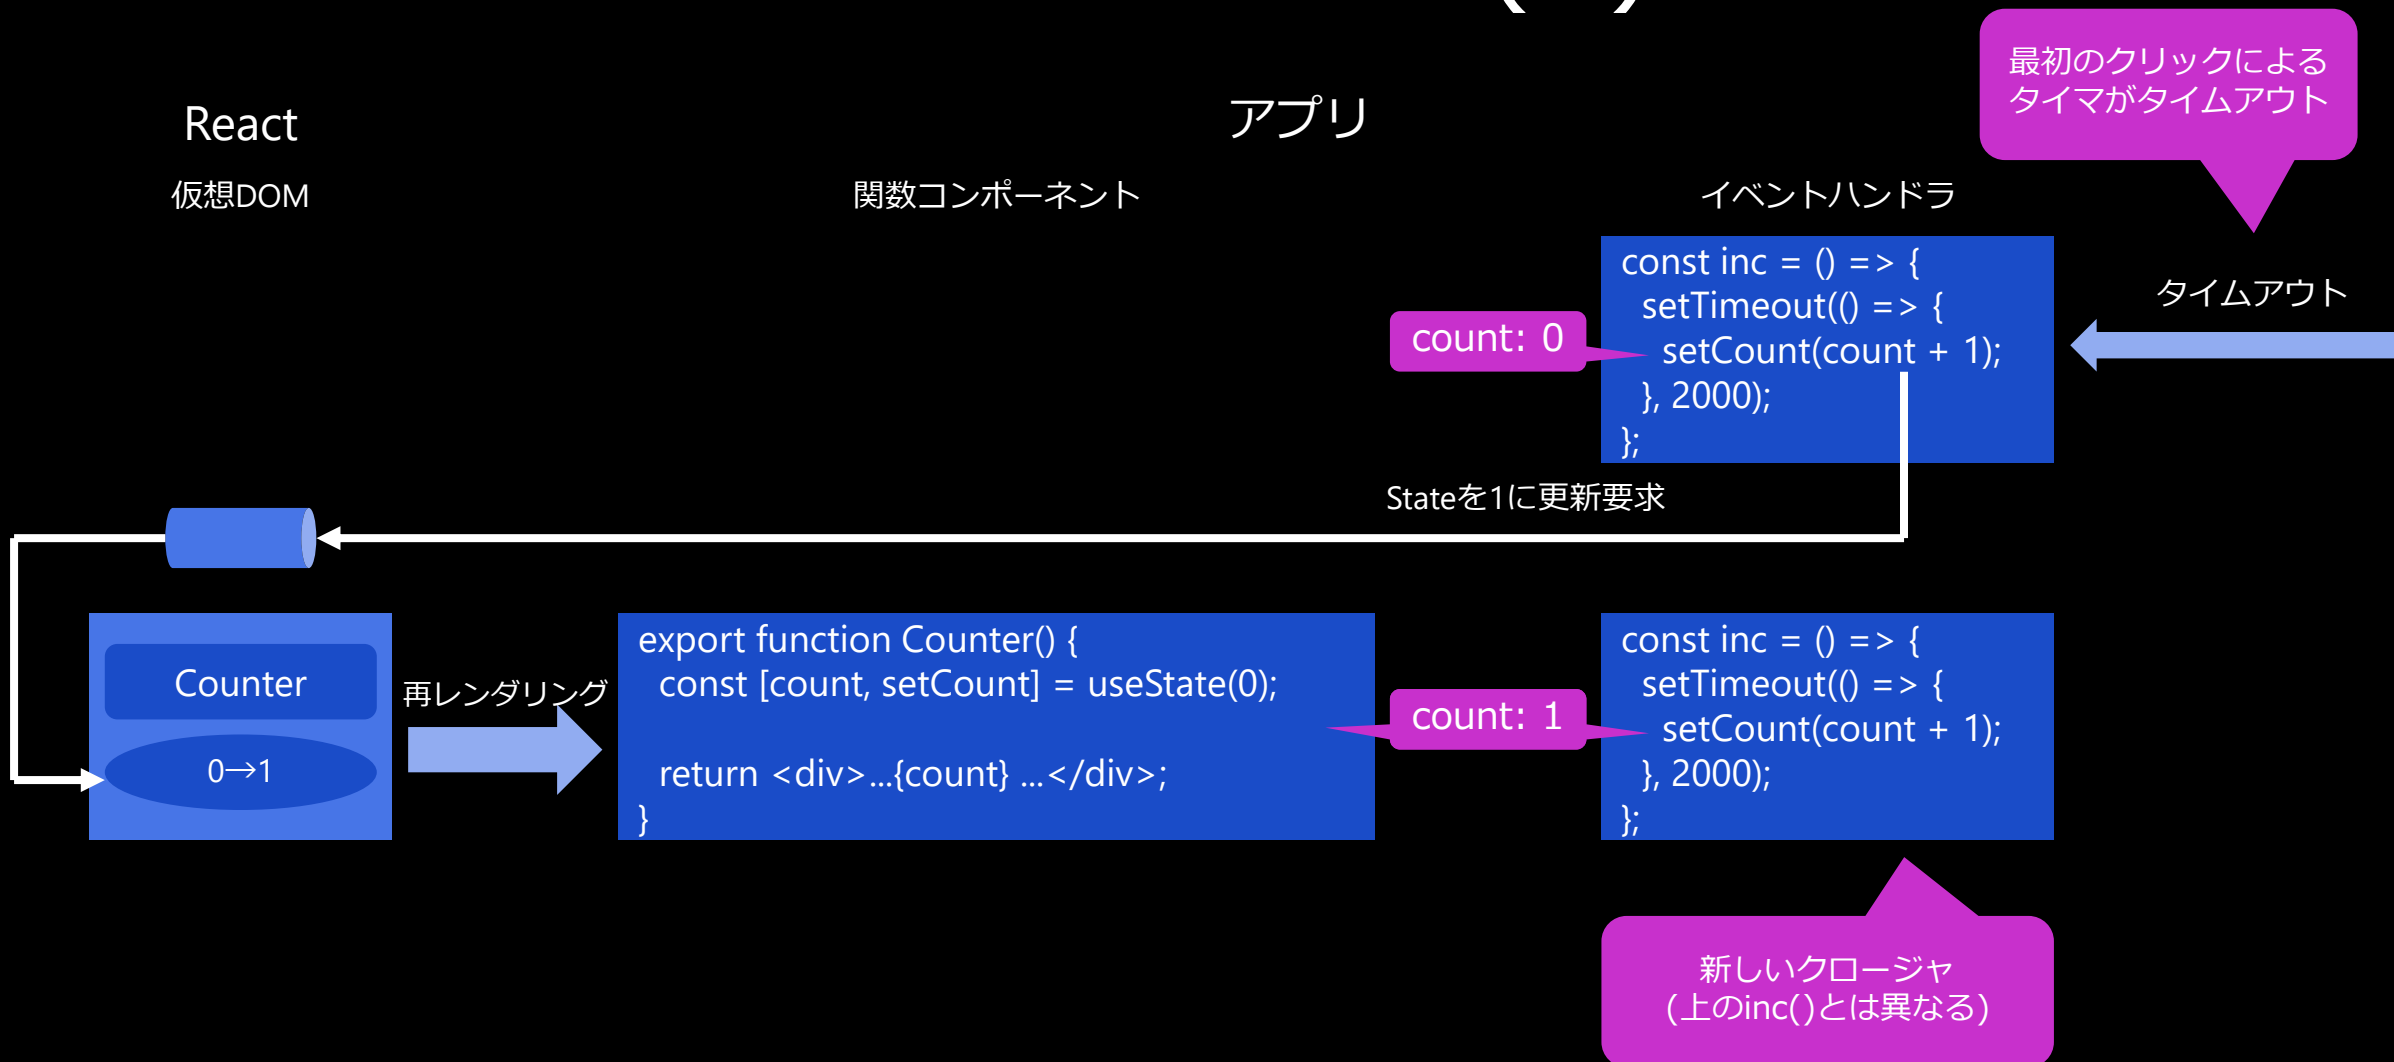 React
アプリ
最初のクリックによる
タイマがタイムアウト
仮想DOM
関数コンポーネント
イベントハンドラ
const inc = () => {
setTimeout(() => {
setCount(count + 1);
}, 2000);
};
count: 0
タイムアウト
Stateを1に更新要求
Counter
0→1
再レンダリング
export function Counter() {
const [count, setCount] = useState(0);
return <div>...{count} ...</div>;
}
count: 1
const inc = () => {
setTimeout(() => {
setCount(count + 1);
}, 2000);
};
新しいクロージャ
(上のinc()とは異なる)